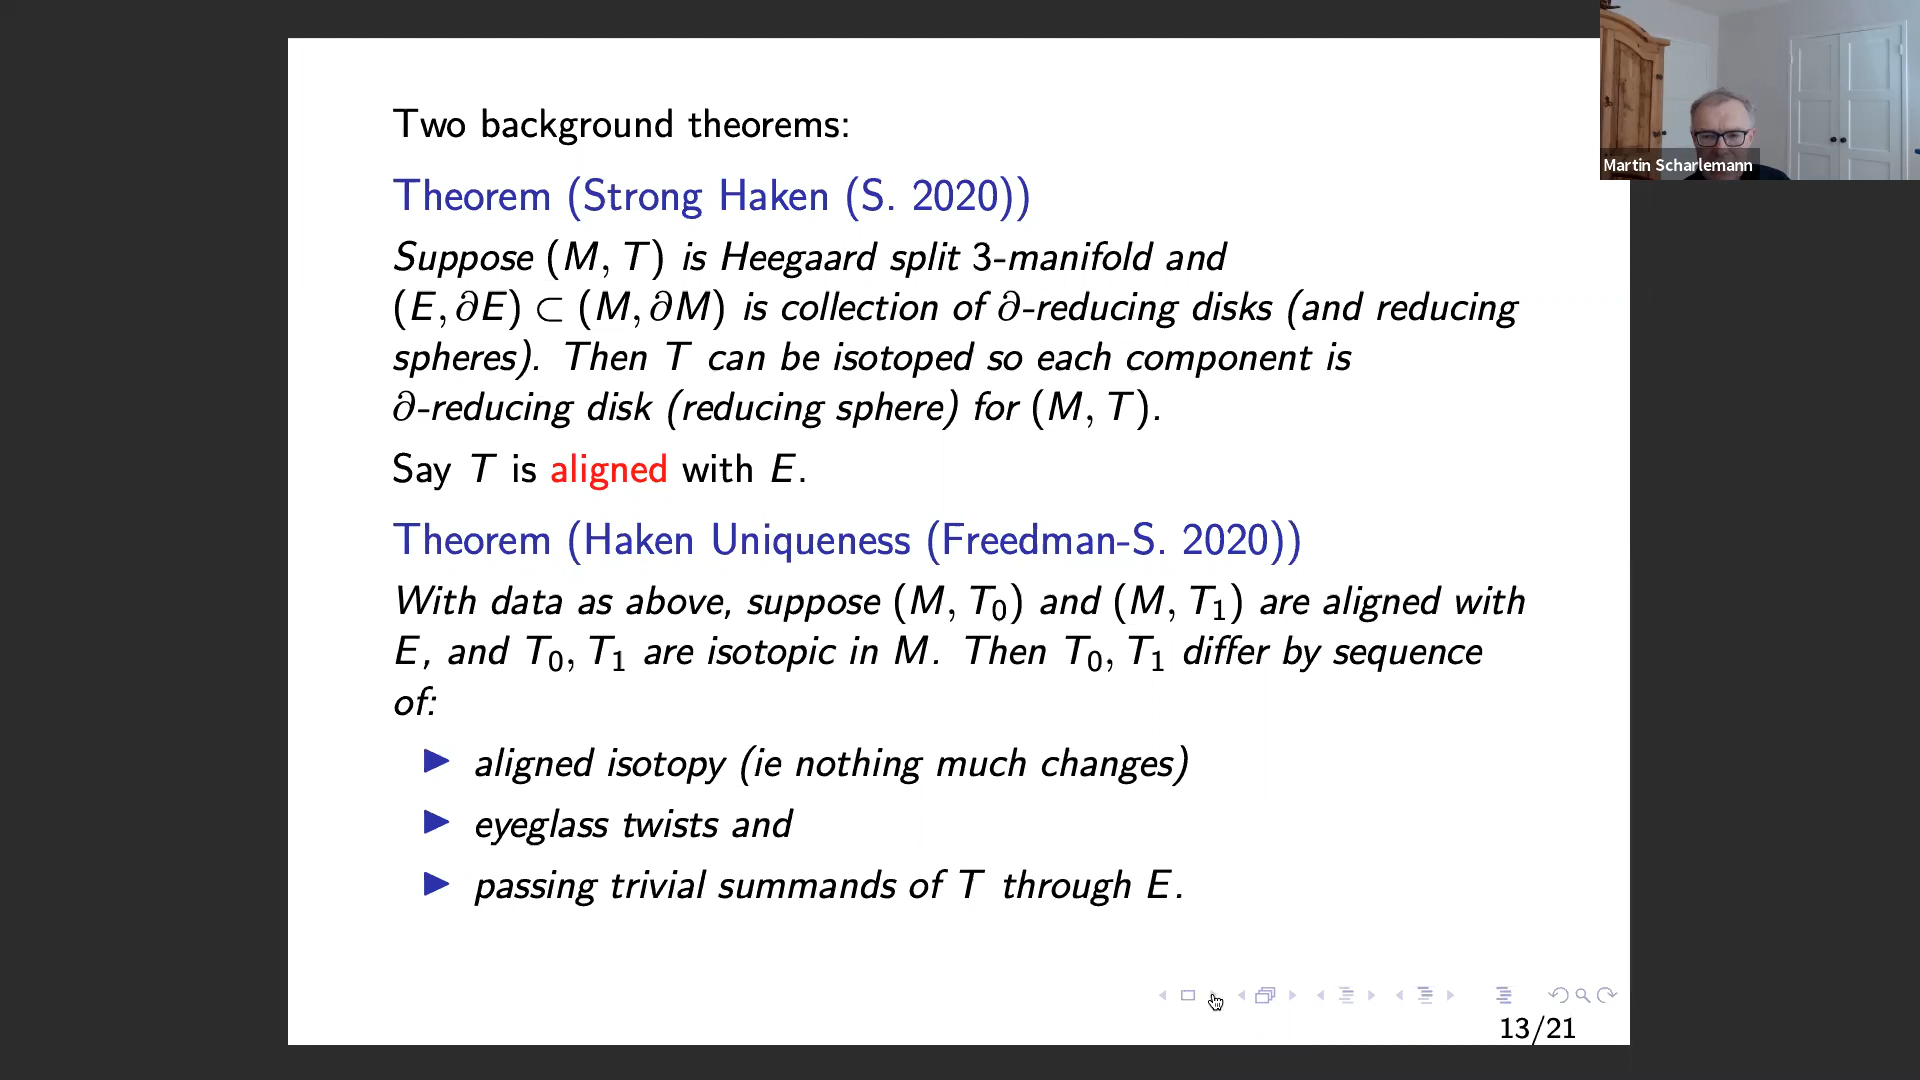 Two background theorems:
Theorem (Strong Haken (S. 2020))
Suppose (M, T) is Heegaard split 3-manifold and
(E, ∂E) ⊂ (M, ∂M) is collection of ∂-reducing disks (and reducing
spheres). Then T can be isotoped so each component is
∂-reducing disk (reducing sphere) for (M, T).
Say T is aligned with E.
Theorem (Haken Uniqueness (Freedman-S. 2020))
With data as above, suppose (M, T₀) and (M, T₁) are aligned with
E, and T₀, T₁ are isotopic in M. Then T₀, T₁ differ by sequence
of:
aligned isotopy (ie nothing much changes)
eyeglass twists and
passing trivial summands of T through E.
13/21
Martin Scharlemann